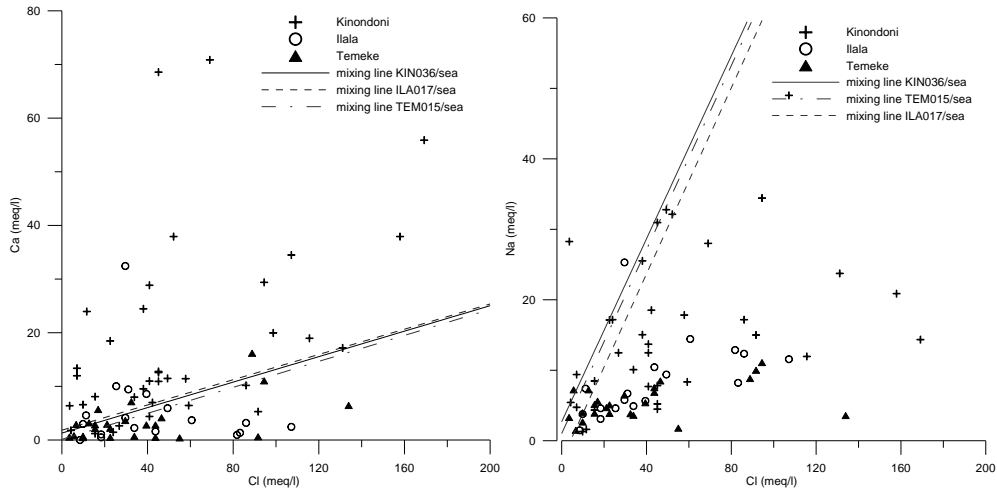 80
60
40
20
0
Ca (meq/l)
0 40 80 120 160 200
Cl (meq/l)
Kinondoni
Ilala
Temeke
mixing line KIN036/sea
mixing line ILA017/sea
mixing line TEM015/sea
60
40
20
0
Na (meq/l)
0 40 80 120 160 200
Cl (meq/l)
Kinondoni
Ilala
Temeke
mixing line KIN036/sea
mixing line TEM015/sea
mixing line ILA017/sea